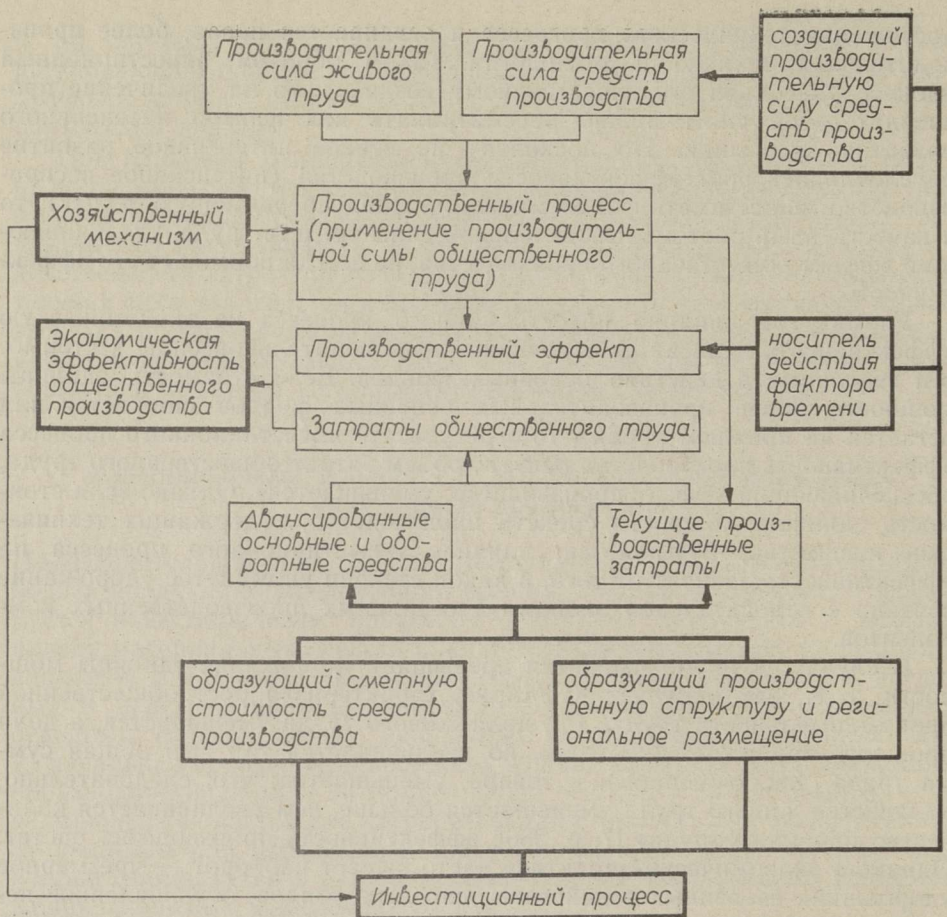 Производительная
сила живого
труда
Производительная
сила средств
производства
создающий
производи-
тельную
силу сред-
ств произ-
водства
Хозяйственный
механизм
Производственный процесс
(применение производитель-
ной силы общественного
труда)
Экономическая
эффективность
общественного
производства
Производственный эффект
носитель
действия
фактора
времени
Затраты общественного труда
Авансированные
основные и обо-
ротные средства
Текущие произ-
водственные
затраты
образующий сметную
стоимость средств
производства
образующий производст-
венную структуру и реги-
ональное размещение
Инвестиционный процесс